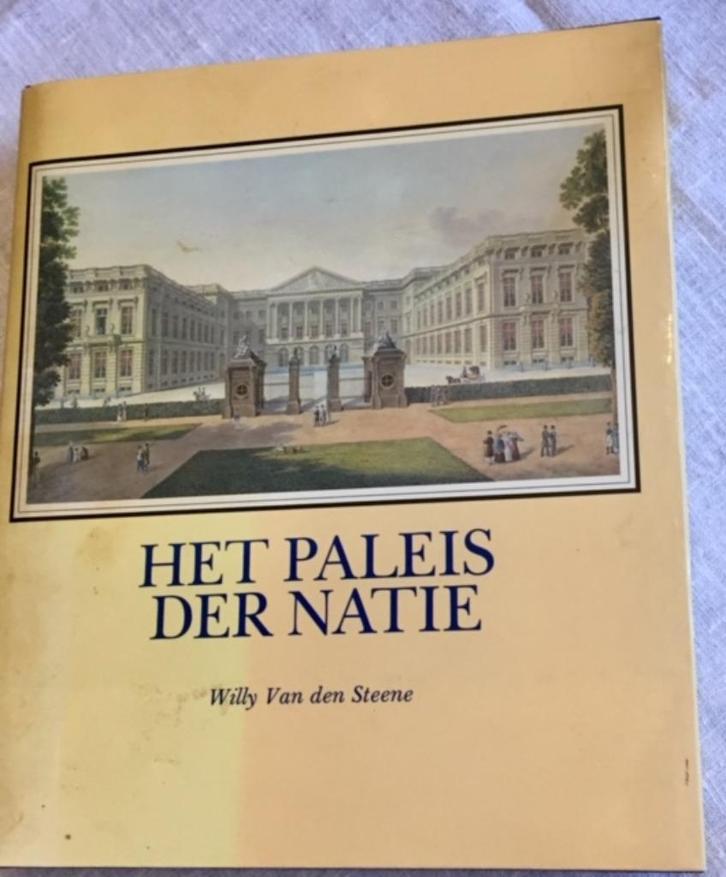 HET PALEIS
DER NATIE
Willy Van den Steene